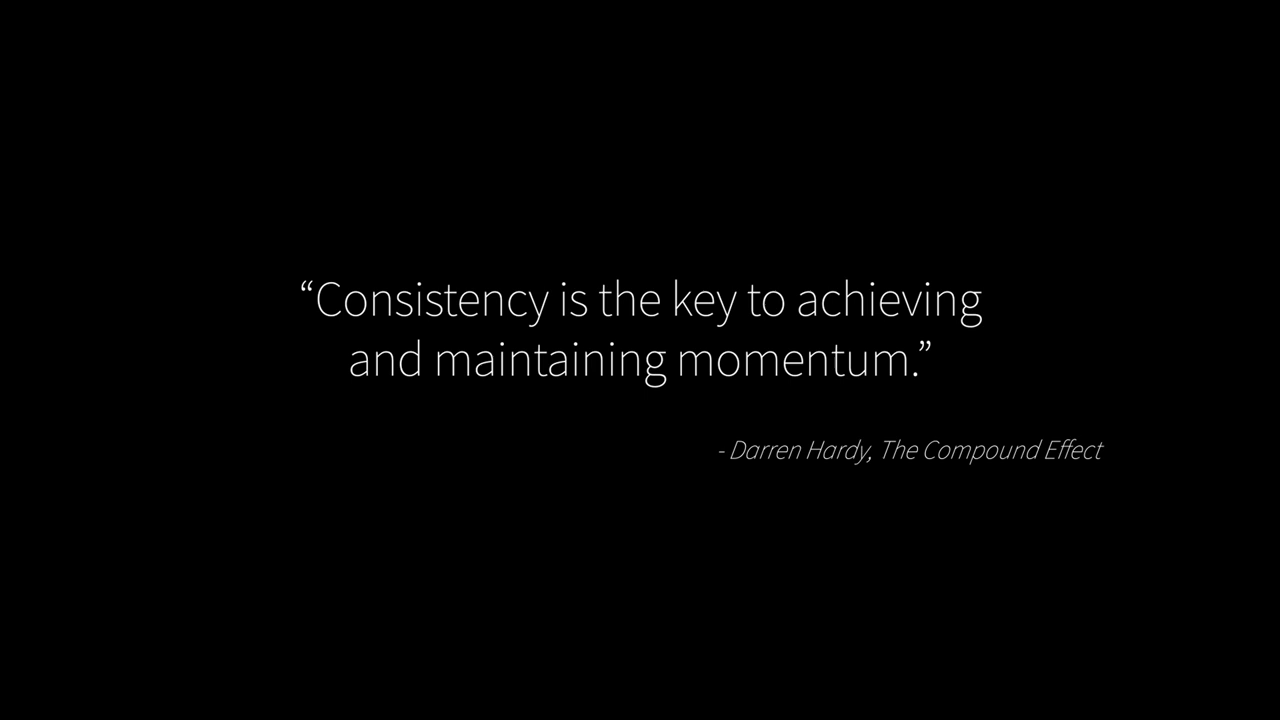 “Consistency is the key to achieving
and maintaining momentum.”
- Darren Hardy, The Compound Effect